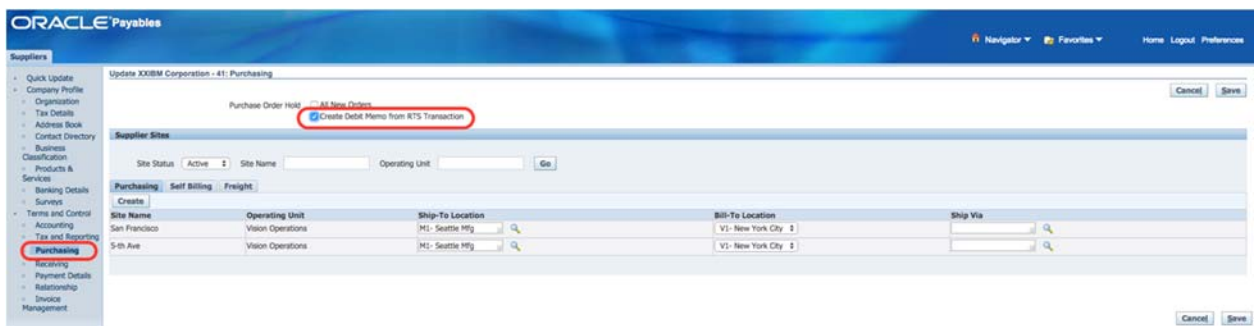 ORACLE Payables
Navigator Favorites Home Logout Preferences
Suppliers
Quick Update
Company Profile
Organization
Tax Details
Address Book
Contact Directory
Business
Classification
Products &
Services
Banking Details
Surveys
Terms and Control
Accounting
Tax and Reporting
Purchasing
Receiving
Payment Details
Relationship
Invoice
Management
Update XXIBM Corporation - 41: Purchasing
Cancel Save
Purchase Order Hold All New Orders
Create Debit Memo from RTS Transaction
Supplier Sites
Site Status Active Site Name Operating Unit Go
Purchasing Self Billing Freight
Create
Site Name Operating Unit Ship-To Location Bill-To Location Ship Via
San Francisco Vision Operations M1- Seattle Mfg V1- New York City
5-th Ave Vision Operations M1- Seattle Mfg V1- New York City
Cancel Save